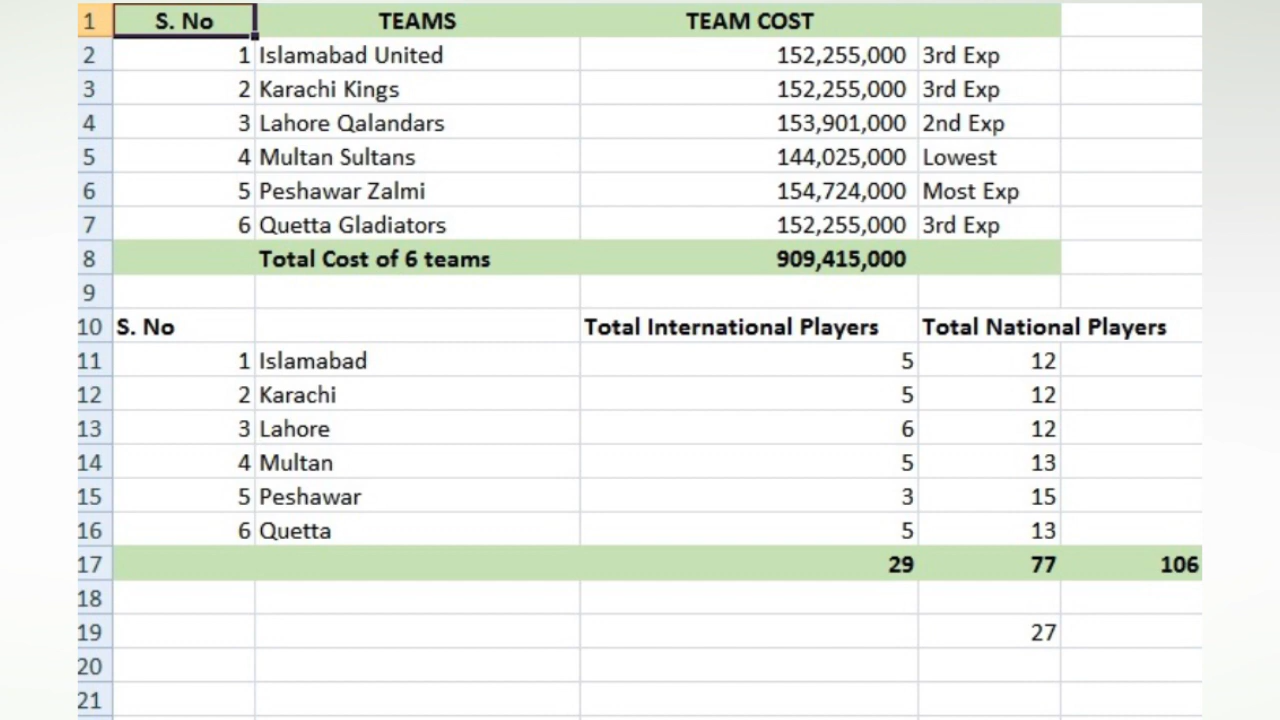 1 S. No TEAMS TEAM COST
2 1 Islamabad United 152,255,000 3rd Exp
3 2 Karachi Kings 152,255,000 3rd Exp
4 3 Lahore Qalandars 153,901,000 2nd Exp
5 4 Multan Sultans 144,025,000 Lowest
6 5 Peshawar Zalmi 154,724,000 Most Exp
7 6 Quetta Gladiators 152,255,000 3rd Exp
8 Total Cost of 6 teams 909,415,000
9
10 S. No Total International Players Total National Players
11 1 Islamabad 5 12
12 2 Karachi 5 12
13 3 Lahore 6 12
14 4 Multan 5 13
15 5 Peshawar 3 15
16 6 Quetta 5 13
17 29 77 106
18
19 27
20
21